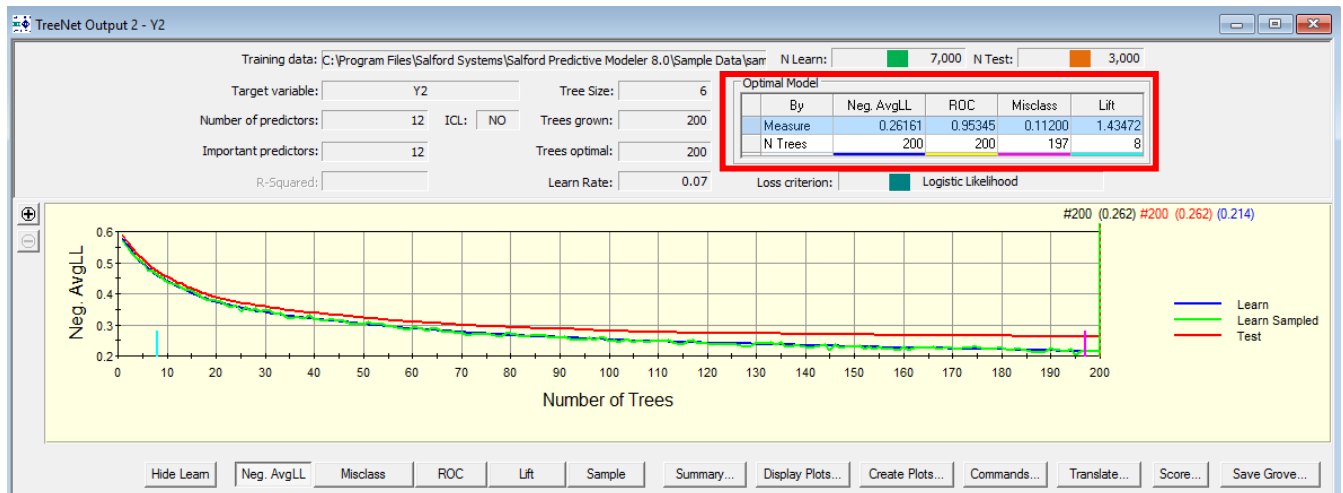 TreeNet Output 2 - Y2
Training data: C:\Program Files\Salford Systems\Salford Predictive Modeler 8.0\Sample Data\sam N Learn: 7,000 N Test: 3,000
Target variable: Y2 Tree Size: 6
Number of predictors: 12 ICL: NO Trees grown: 200
Important predictors: 12 Trees optimal: 200
R-Squared: Learn Rate: 0.07 Loss criterion: Logistic Likelihood
Optimal Model
By Neg. AvgLL ROC Misclass Lift
Measure 0.26161 0.95345 0.11200 1.43472
N Trees 200 200 197 8
#200 (0.262) #200 (0.262) (0.214)
Neg. AvgLL
0.6
0.5
0.4
0.3
0.2
0 10 20 30 40 50 60 70 80 90 100 110 120 130 140 150 160 170 180 190 200
Number of Trees
Learn
Learn Sampled
Test
Hide Learn Neg. AvgLL Misclass ROC Lift Sample Summary... Display Plots... Create Plots... Commands... Translate... Score... Save Grove...